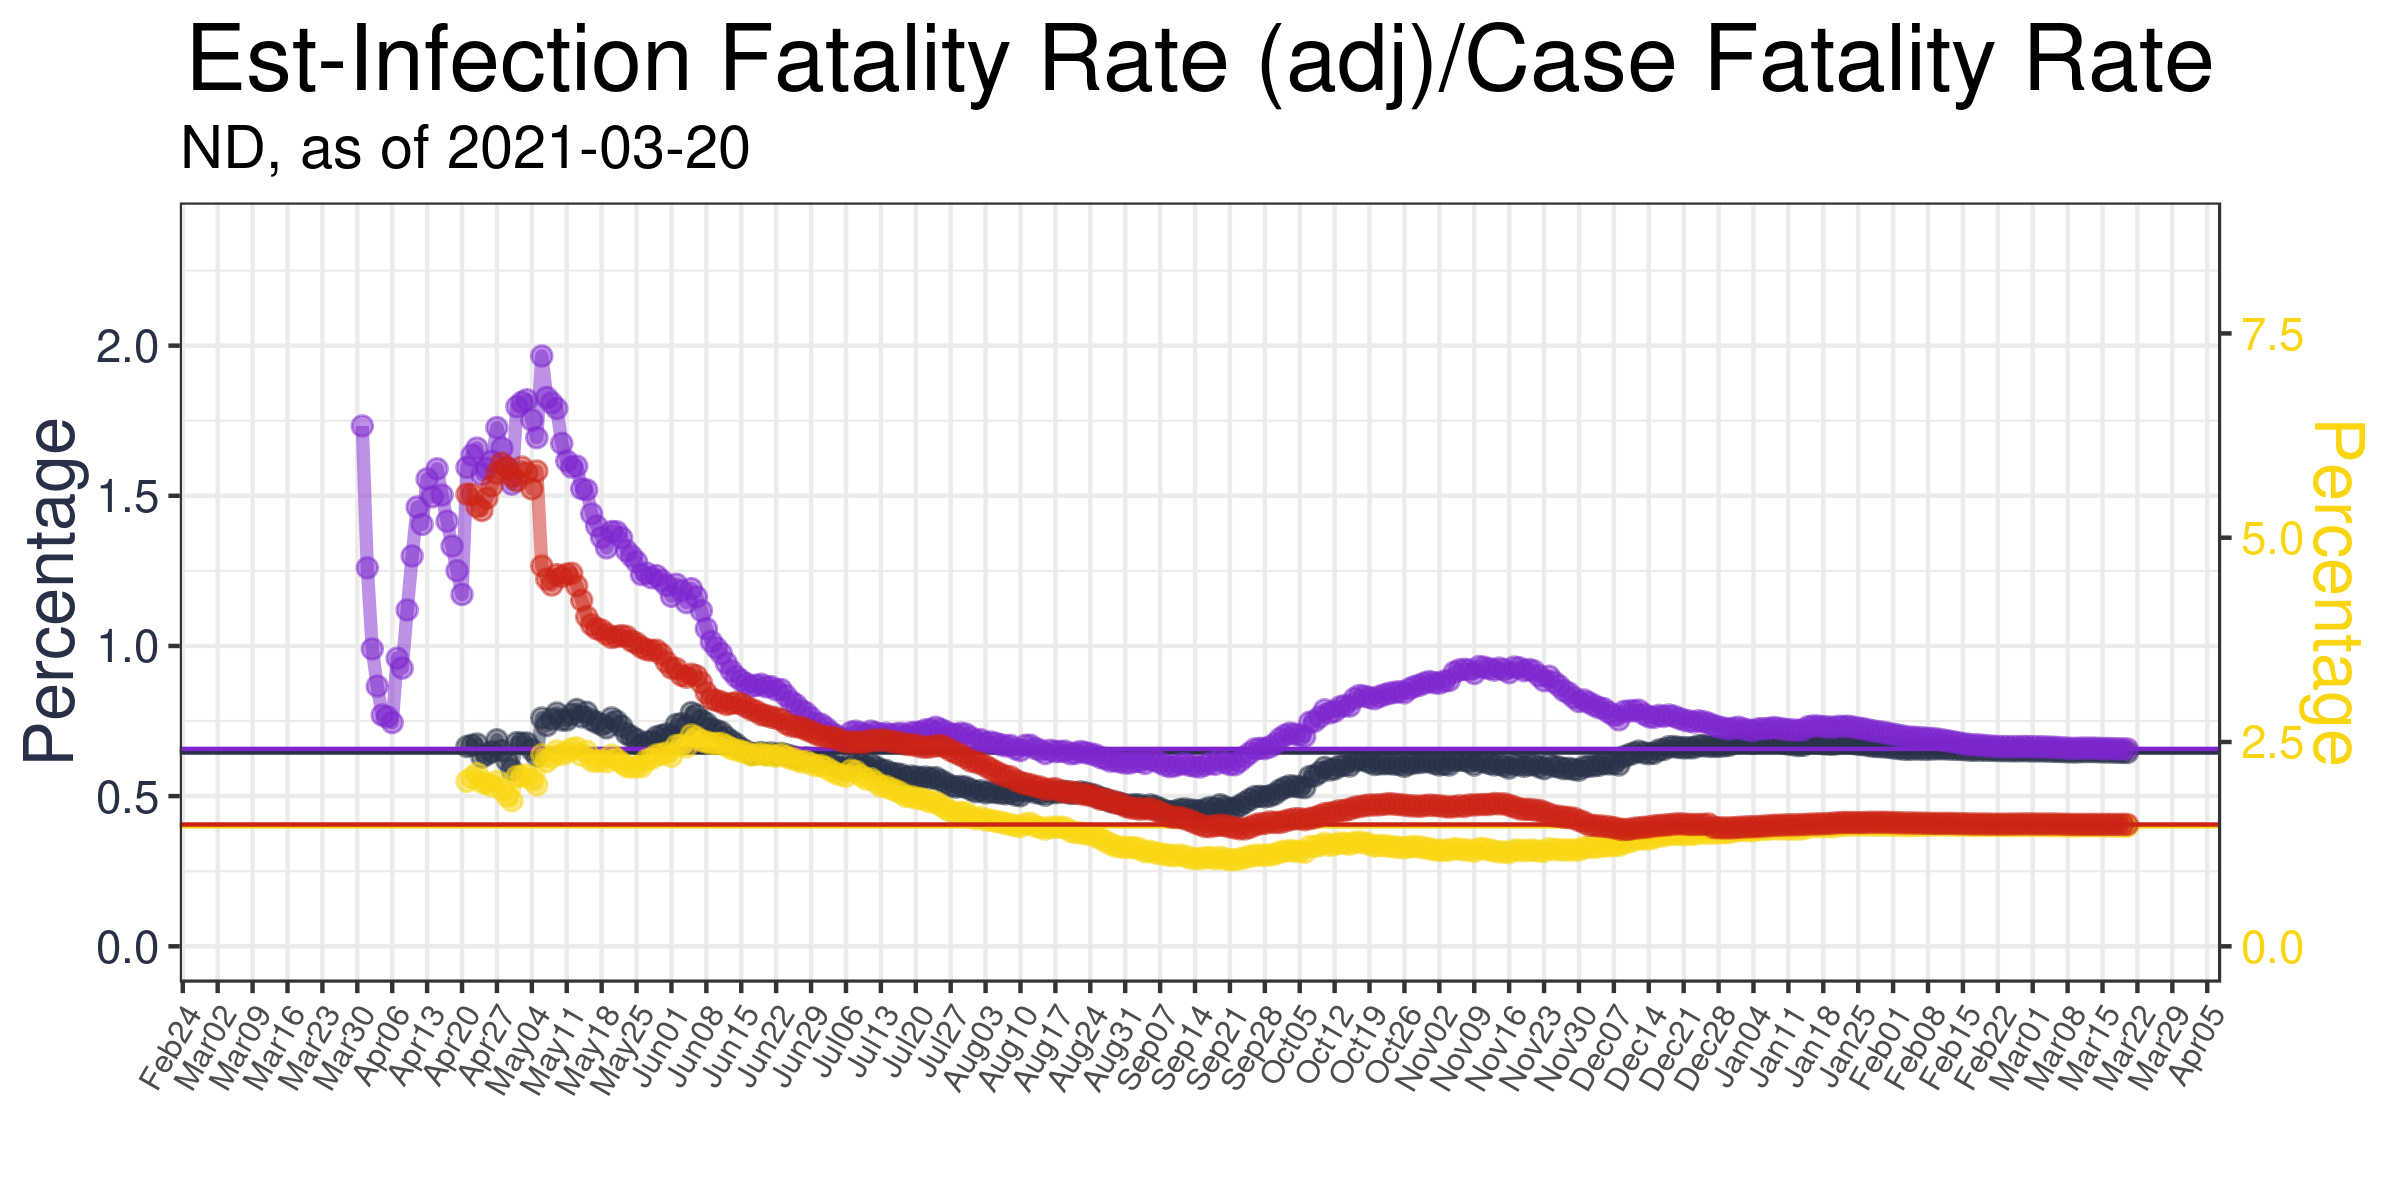 Est-Infection Fatality Rate (adj)/Case Fatality Rate
ND, as of 2021-03-20
Percentage
2.0
1.5
1.0
0.5
0.0
7.5
5.0
2.5
0.0
Percentage
Feb24
Mar02
Mar09
Mar16
Mar23
Mar30
Apr06
Apr13
Apr20
Apr27
May04
May11
May18
May25
Jun01
Jun08
Jun15
Jun22
Jun29
Jul06
Jul13
Jul20
Jul27
Aug03
Aug10
Aug17
Aug24
Aug31
Sep07
Sep14
Sep21
Sep28
Oct05
Oct12
Oct19
Oct26
Nov02
Nov09
Nov16
Nov23
Nov30
Dec07
Dec14
Dec21
Dec28
Jan04
Jan11
Jan18
Jan25
Feb01
Feb08
Feb15
Feb22
Mar01
Mar08
Mar15
Mar22
Mar29
Apr05